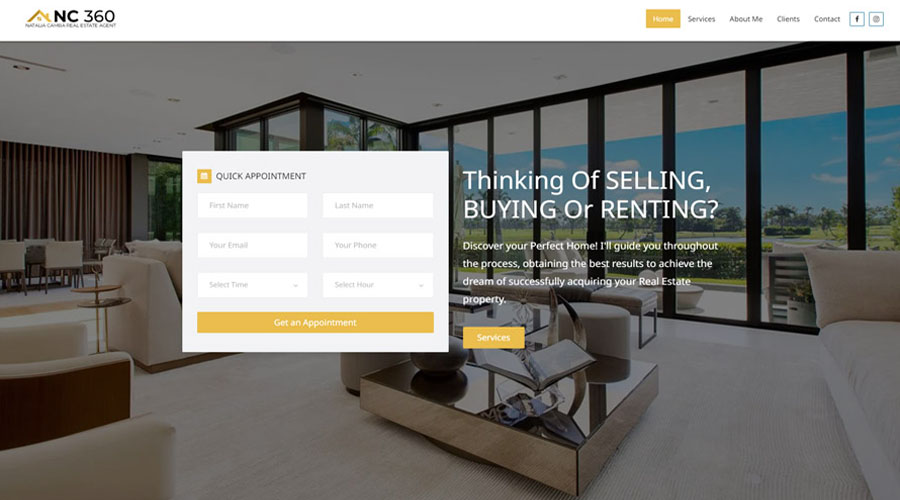 NC 360
NATALIA CAMBA REAL ESTATE AGENT
Home Services About Me Clients Contact
QUICK APPOINTMENT
First Name Last Name
Your Email Your Phone
Select Time Select Hour
Get an Appointment
Thinking Of SELLING,
BUYING Or RENTING?
Discover your Perfect Home! I'll guide you throughout
the process, obtaining the best results to achieve the
dream of successfully acquiring your Real Estate
property.
Services